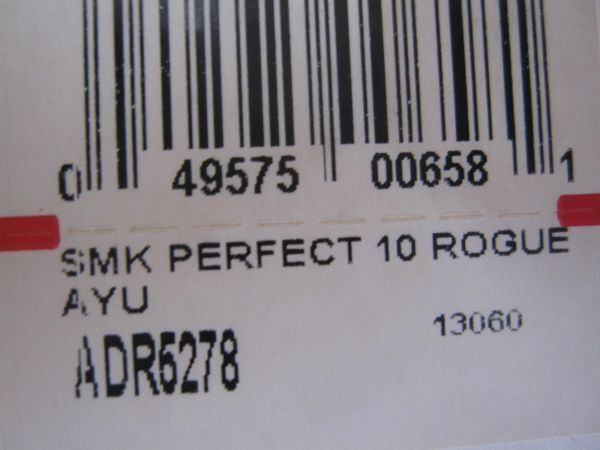 0 49575 00658 1
SMK PERFECT 10 ROGUE
AYU
13060
ADR5278